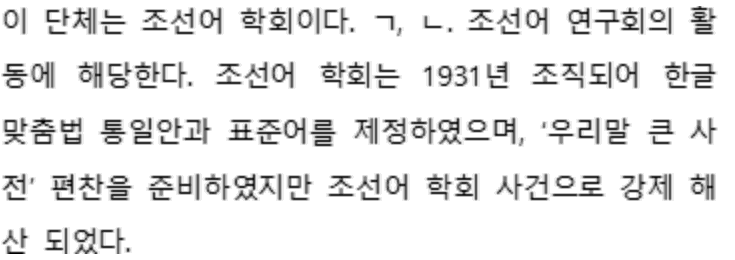 이 단체는 조선어 학회이다. ㄱ, ㄴ. 조선어 연구회의 활
동에 해당한다. 조선어 학회는 1931년 조직되어 한글
맞춤법 통일안과 표준어를 제정하였으며, ‘우리말 큰 사
전’ 편찬을 준비하였지만 조선어 학회 사건으로 강제 해
산 되었다.